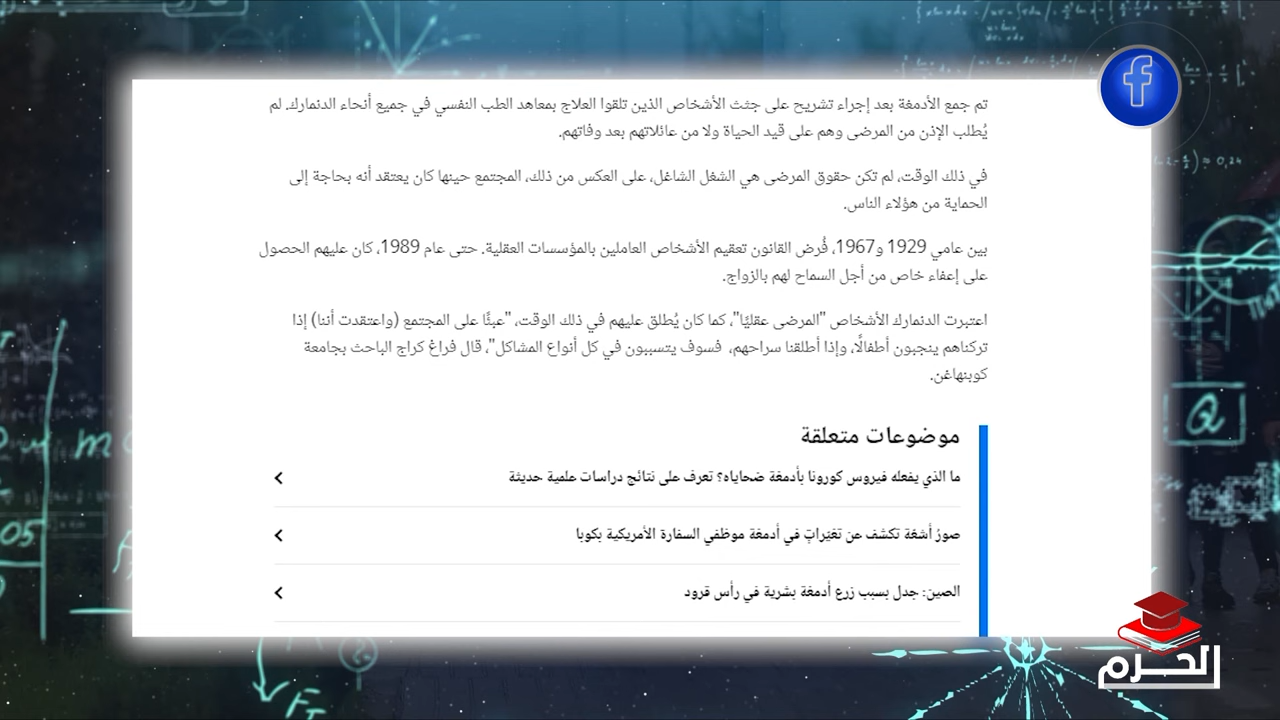 تم جمع الأدمغة بعد إجراء تشريح على جثث الأشخاص الذين تلقوا العلاج بمعاهد الطب النفسي في جميع أنحاء الدنمارك. لم
يُطلب الإذن من المرضى وهم على قيد الحياة ولا من عائلاتهم بعد وفاتهم.
في ذلك الوقت، لم تكن حقوق المرضى هي الشغل الشاغل، على العكس من ذلك، المجتمع حينها كان يعتقد أنه بحاجة إلى
الحماية من هؤلاء الناس.
بين عامي 1929 و1967، فُرض القانون تعقيم الأشخاص العاملين بالمؤسسات العقلية. حتى عام 1989، كان عليهم الحصول
على إعفاء خاص من أجل السماح لهم بالزواج.
اعتبرت الدنمارك الأشخاص "المرضى عقليًا"، كما كان يُطلق عليهم في ذلك الوقت، "عبئًا على المجتمع (واعتقدت أننا) إذا
تركناهم ينجبون أطفالًا، وإذا أطلقنا سراحهم، فسوف يتسببون في كل أنواع المشاكل"، قال فراغ كراج الباحث بجامعة
كوبنهاغن.
موضوعات متعلقة
ما الذي يفعله فيروس كورونا بأدمغة ضحاياه؟ تعرف على نتائج دراسات علمية حديثة
صورُ أشعّة تكشف عن تغيّراتٍ في أدمغة موظفي السفارة الأمريكية بكوبا
الصين: جدل بسبب زرع أدمغة بشرية في رأس قرود
الحرم
≈ 0,24
Q
m
05
F